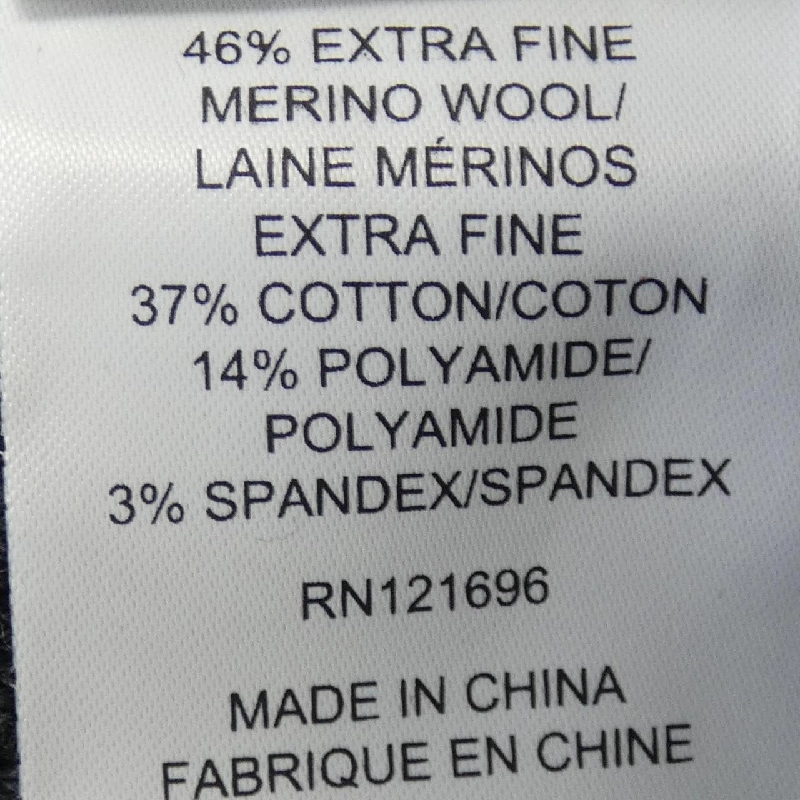 46% EXTRA FINE
MERINO WOOL/
LAINE MÉRINOS
EXTRA FINE
37% COTTON/COTON
14% POLYAMIDE/
POLYAMIDE
3% SPANDEX/SPANDEX
RN121696
MADE IN CHINA
FABRIQUE EN CHINE